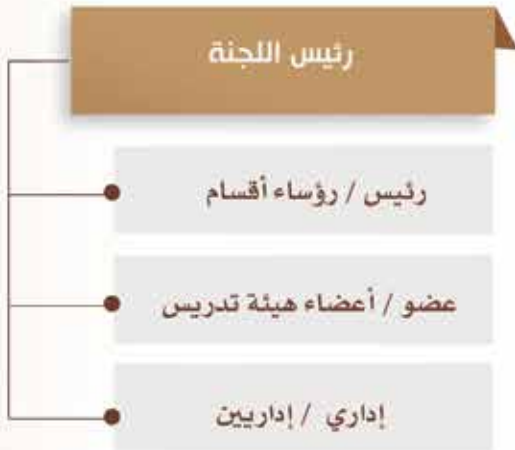 رئيس اللجنة
رئيس / رؤساء أقسام
عضو / أعضاء هيئة تدريس
إداري / إداريين